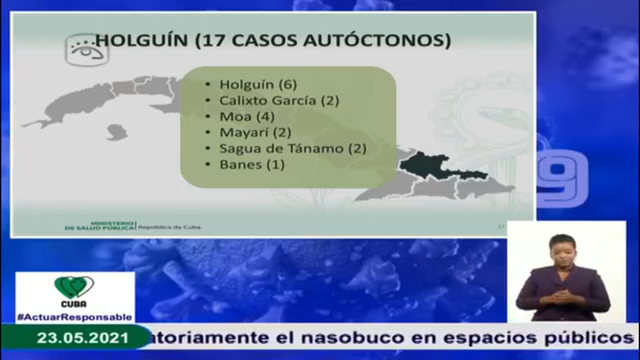 HOLGUÍN (17 CASOS AUTÓCTONOS)
• Holguín (6)
• Calixto García (2)
• Moa (4)
• Mayarí (2)
• Sagua de Tánamo (2)
• Banes (1)
MINISTERIO
DE SALUD PÚBLICA
República de Cuba
17
19
CUBA
#ActuarResponsable
23.05.2021
atoriamente el nasobuco en espacios públicos